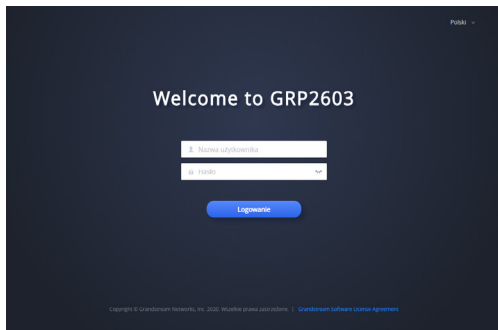 Polski
Welcome to GRP2603
Nazwa użytkownika
Hasło
Logowanie
Copyright © Grandstream Networks, Inc. 2020. Wszelkie prawa zastrzeżone. | Grandstream Software License Agreement